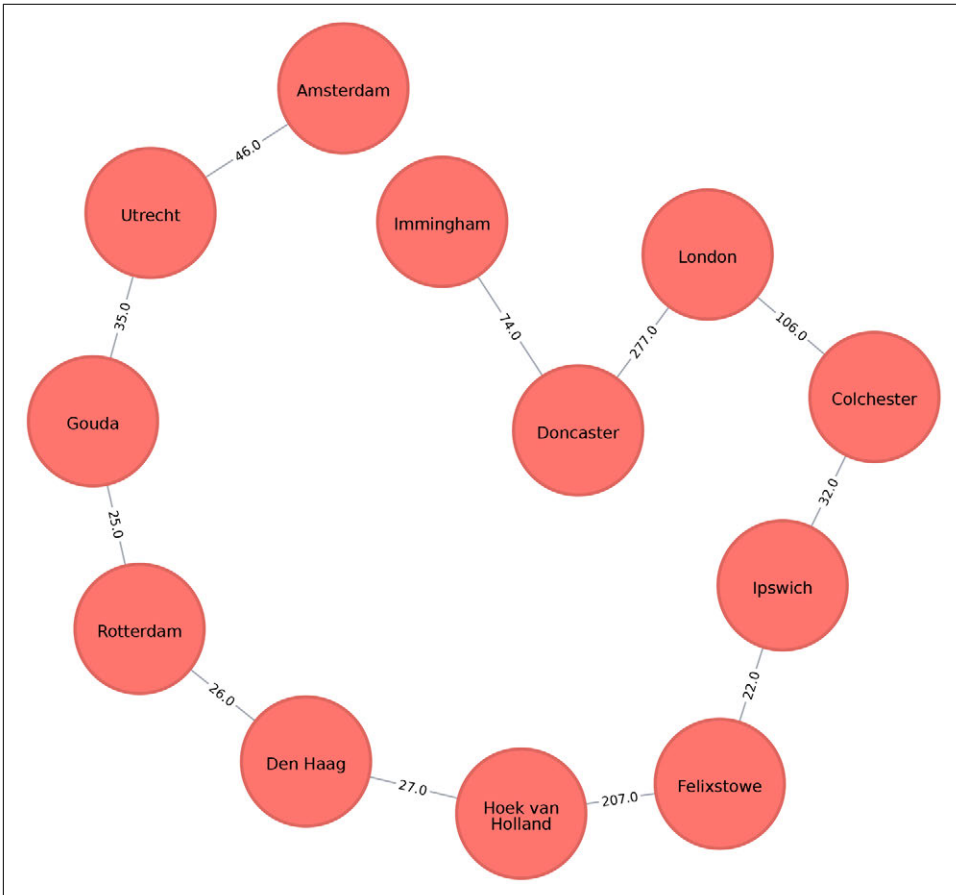 Amsterdam
46.0
Utrecht
Immingham
London
35.0
74.0
277.0
106.0
Colchester
Gouda
Doncaster
32.0
25.0
Ipswich
Rotterdam
22.0
26.0
Den Haag
27.0
Hoek van
Holland
207.0
Felixstowe